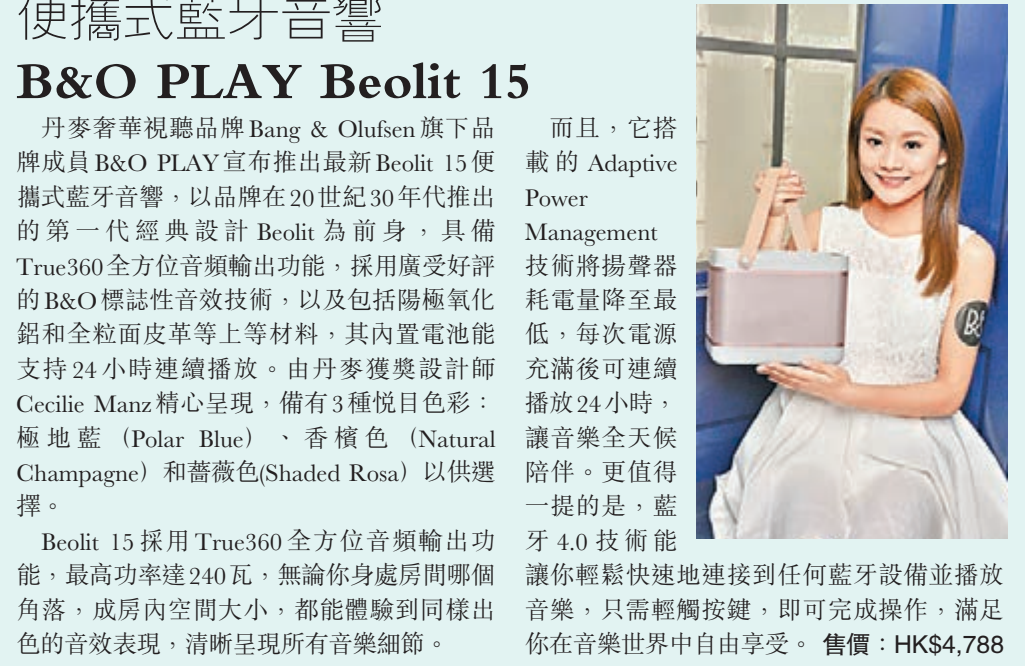 便攜式藍牙音響
B&O PLAY Beolit 15
丹麥奢華視聽品牌Bang & Olufsen旗下品
牌成員B&O PLAY宣布推出最新Beolit 15便
攜式藍牙音響，以品牌在20世紀30年代推出
的第一代經典設計Beolit為前身，具備
True360全方位音頻輸出功能，採用廣受好評
的B&O標誌性音效技術，以及包括陽極氧化
鋁和全粒面皮革等上等材料，其內置電池能
支持24小時連續播放。由丹麥獲獎設計師
Cecilie Manz精心呈現，備有3種悅目色彩：
極地藍（Polar Blue）、香檳色（Natural
Champagne）和薔薇色(Shaded Rosa）以供選
擇。
Beolit 15採用True360全方位音頻輸出功
能，最高功率達240瓦，無論你身處房間哪個
角落，成房內空間大小，都能體驗到同樣出
色的音效表現，清晰呈現所有音樂細節。
而且，它搭
載的Adaptive
Power
Management
技術將揚聲器
耗電量降至最
低，每次電源
充滿後可連續
播放24小時，
讓音樂全天候
陪伴。更值得
一提的是，藍
牙4.0技術能
讓你輕鬆快速地連接到任何藍牙設備並播放
音樂，只需輕觸按鍵，即可完成操作，滿足
你在音樂世界中自由享受。售價：HK$4,788